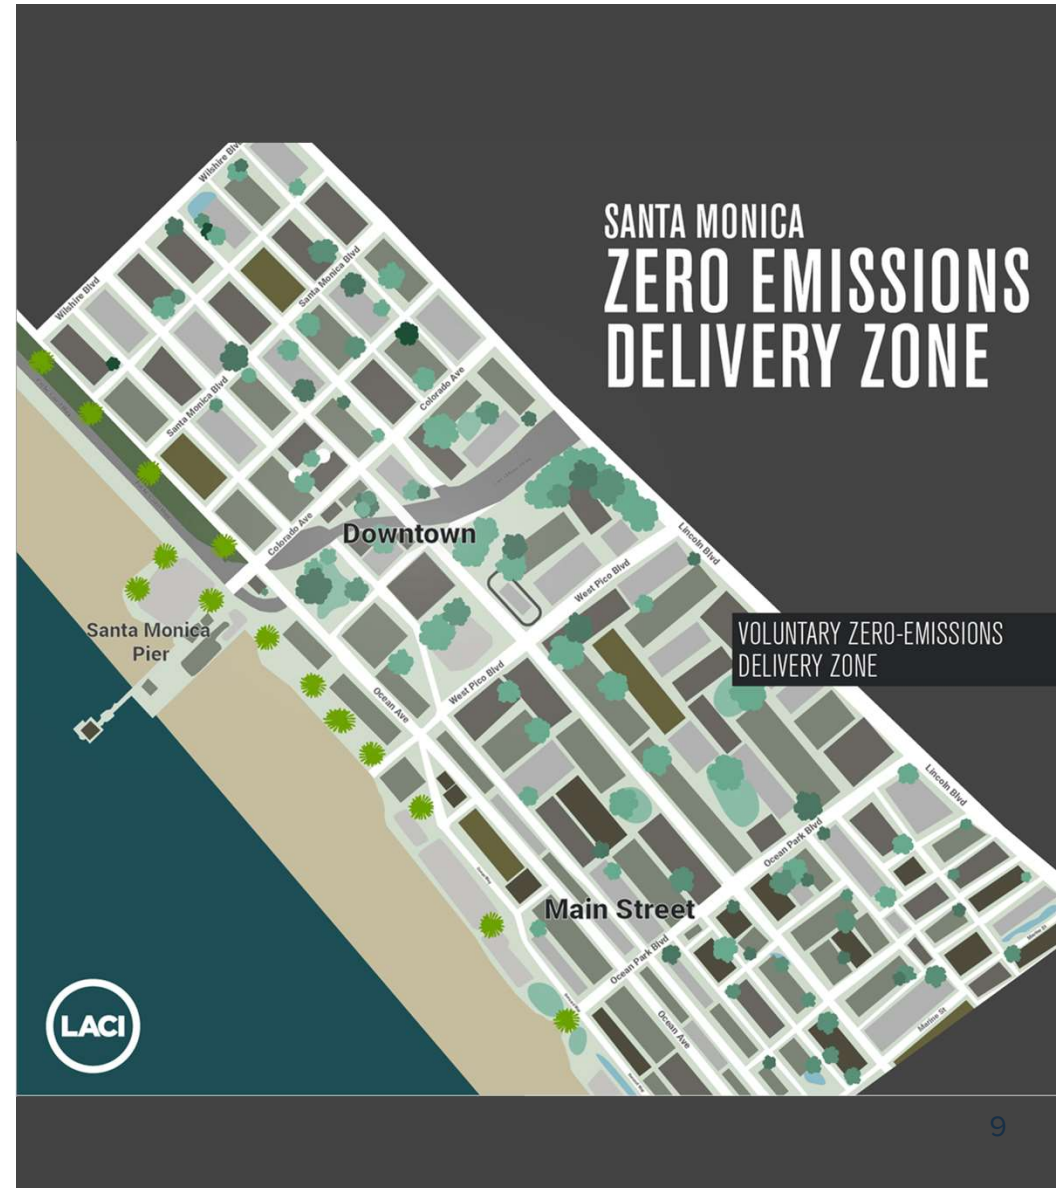 SANTA MONICA
ZERO EMISSIONS
DELIVERY ZONE
Wilshire Blvd
Wilshire Blvd
Santa Monica Blvd
Santa Monica Blvd
Colorado Ave
Colorado Ave
Downtown
Lincoln Blvd
West Pico Blvd
Santa Monica
Pier
VOLUNTARY ZERO-EMISSIONS
DELIVERY ZONE
West Pico Blvd
Ocean Ave
Lincoln Blvd
Ocean Park Blvd
Main Street
Ocean Park Blvd
Marine St
Marine St
Ocean Ave
LACI
9